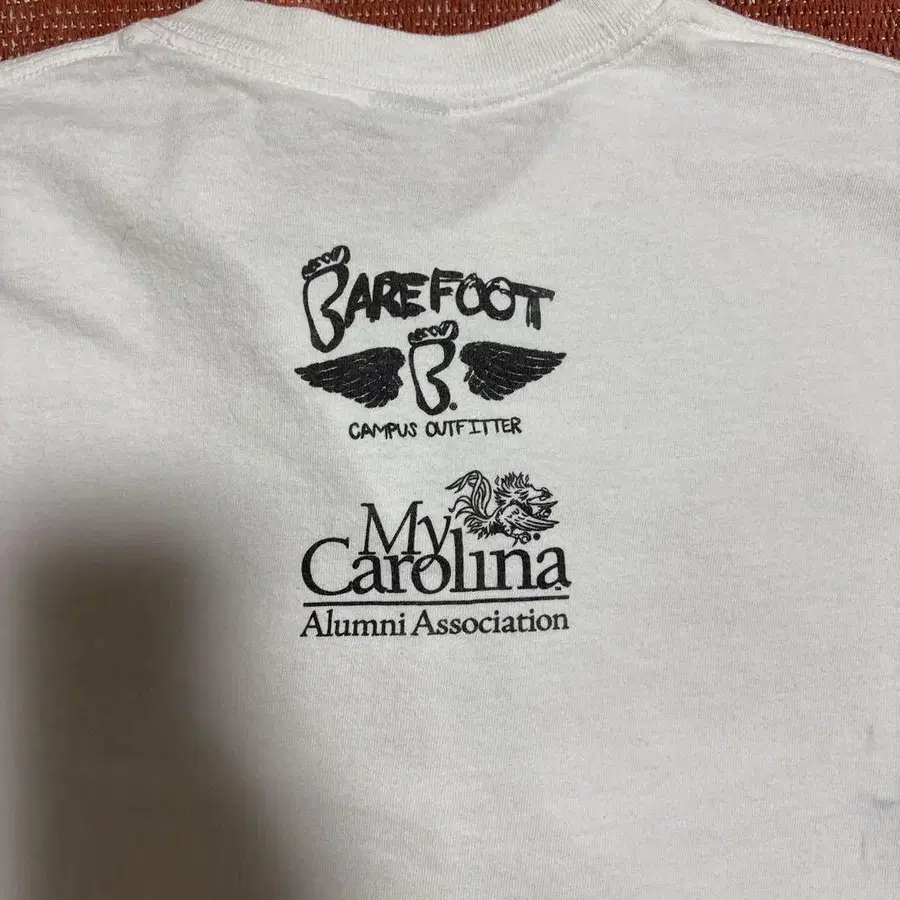 BAREFOOT
B®
CAMPUS OUTFITTER
My
Carolina
Alumni Association